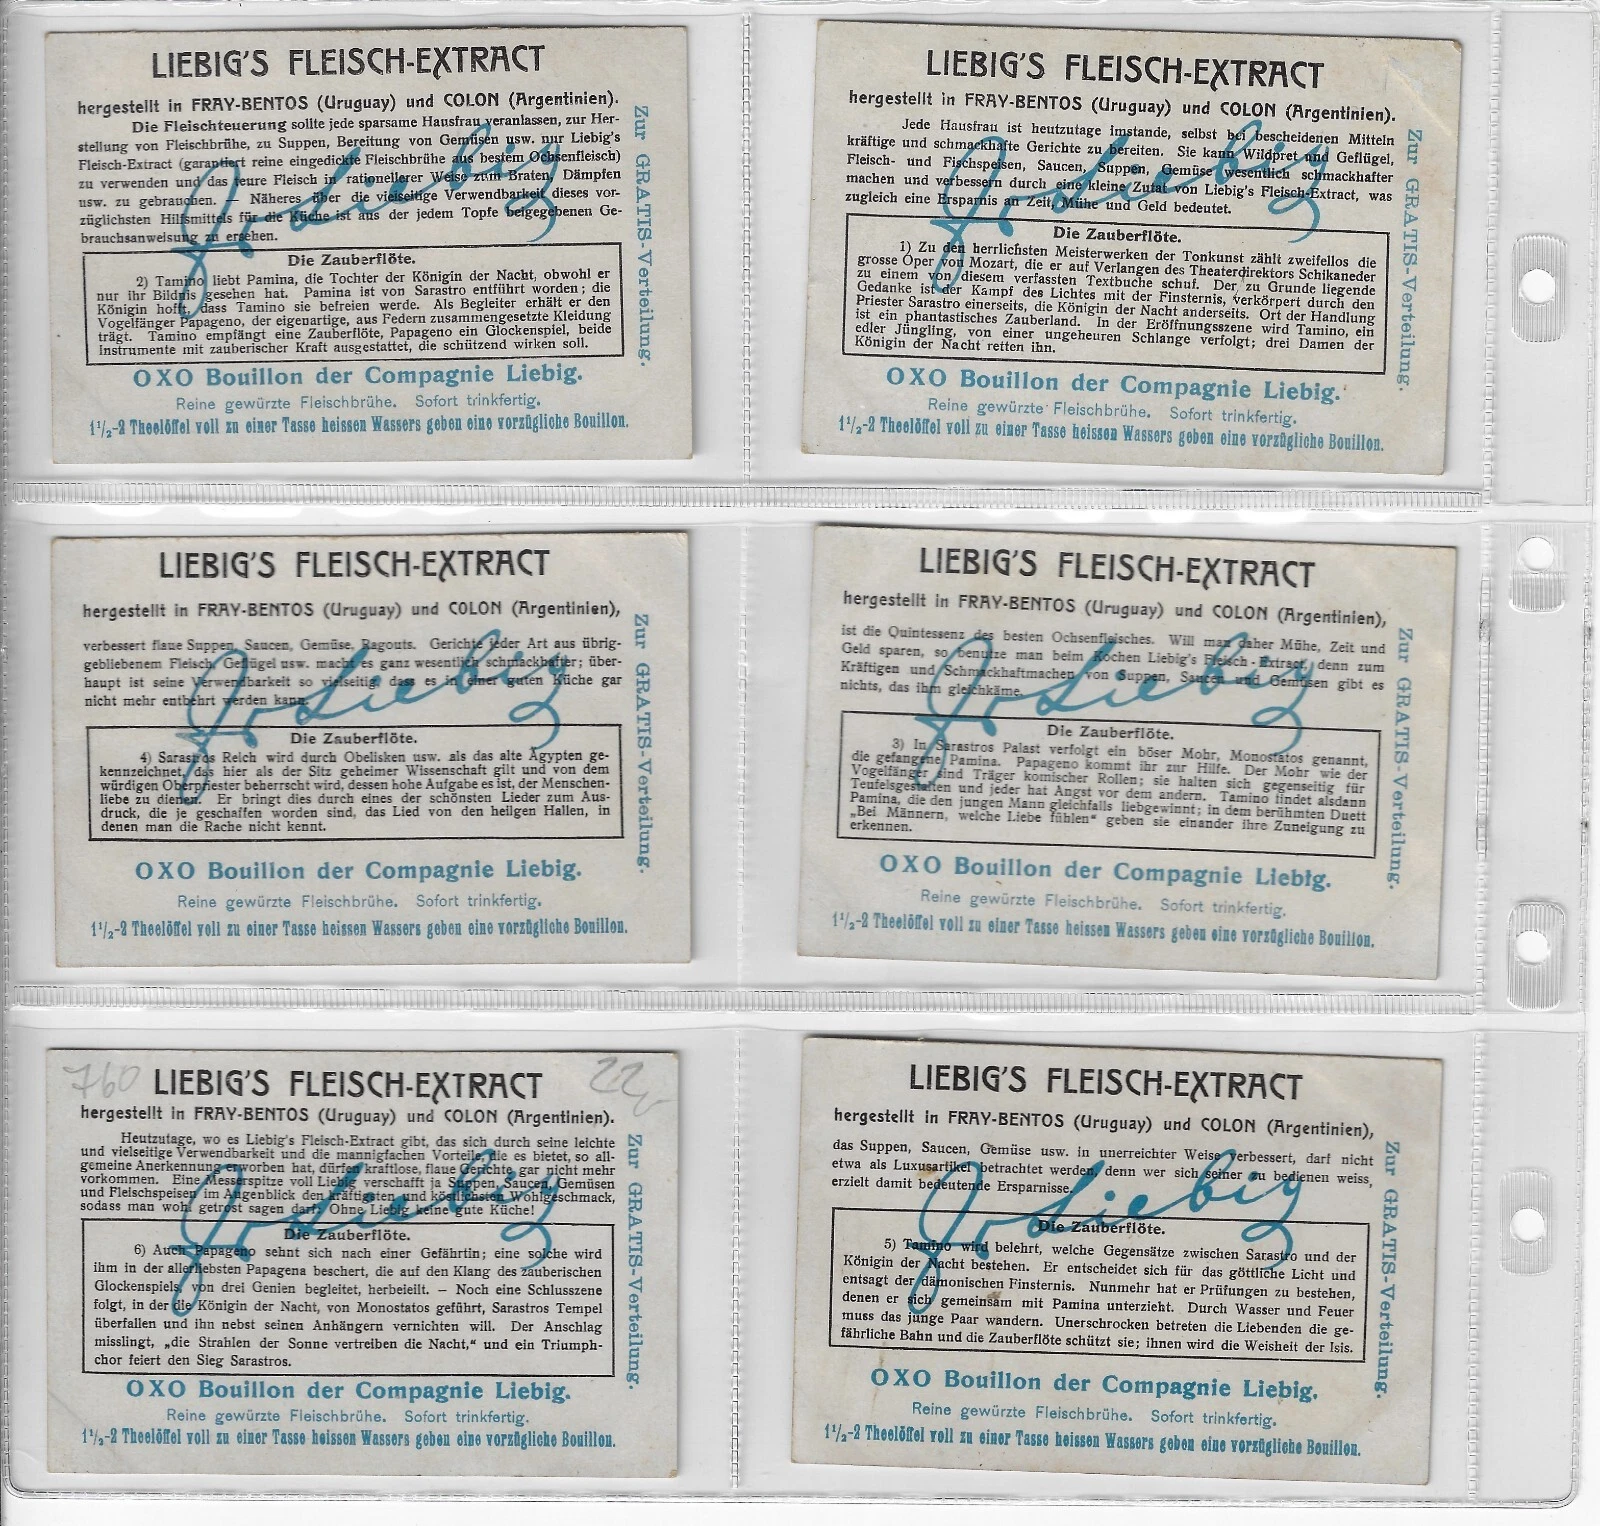 LIEBIG'S FLEISCH-EXTRACT
hergestellt in FRAY-BENTOS (Uruguay) und COLON (Argentinien).
Die Fleischteuerung sollte jede sparsame Hausfrau veranlassen, zur Her-
stellung von Fleischbrühe, zu Suppen, Bereitung von Gemüsen usw. nur Liebig's
Fleisch-Extract (garantiert reine eingedickte Fleischbrühe aus bestem Ochsenfleisch)
zu verwenden und das teure Fleisch in rationellerer Weise zum Braten, Dämpfen
usw. zu gebrauchen. — Näheres über die vielseitige Verwendbarkeit dieses vor-
züglichsten Hilfsmittels für die Küche ist aus der jedem Topfe beigegebenen Ge-
brauchsanweisung zu ersehen.
Die Zauberflöte.
2) Tamino liebt Pamina, die Tochter der Königin der Nacht, obwohl er
nur ihr Bildnis gesehen hat. Pamina ist von Sarastro entführt worden; die
Königin hofft, dass Tamino sie befreien werde. Als Begleiter erhält er den
Vogelfänger Papageno, der eigenartige, aus Federn zusammengesetzte Kleidung
trägt. Tamino empfängt eine Zauberflöte, Papageno ein Glockenspiel, beide
Instrumente mit zauberischer Kraft ausgestattet, die schützend wirken soll.
OXO Bouillon der Compagnie Liebig.
Reine gewürzte Fleischbrühe. Sofort trinkfertig.
1½-2 Theelöffel voll zu einer Tasse heissen Wassers geben eine vorzügliche Bouillon.
Zur GRATIS-Verteilung.
J v Liebig
LIEBIG'S FLEISCH-EXTRACT
hergestellt in FRAY-BENTOS (Uruguay) und COLON (Argentinien).
Jede Hausfrau ist heutzutage imstande, selbst bei bescheidenen Mitteln
kräftige und schmackhafte Gerichte zu bereiten. Sie kann Wildpret und Geflügel,
Fleisch- und Fischspeisen, Saucen, Suppen, Gemüse wesentlich schmackhafter
machen und verbessern durch eine kleine Zutat von Liebig's Fleisch-Extract, was
zugleich eine Ersparnis an Zeit, Mühe und Geld bedeutet.
Die Zauberflöte.
1) Zu den herrlichsten Meisterwerken der Tonkunst zählt zweifellos die
grosse Oper von Mozart, die er auf Verlangen des Theaterdirektors Schikaneder
zu einem von diesem verfassten Textbuche schuf. Der zu Grunde liegende
Gedanke ist der Kampf des Lichtes mit der Finsternis, verkörpert durch den
Priester Sarastro einerseits, die Königin der Nacht anderseits. Ort der Handlung
ist ein phantastisches Zauberland. In der Eröffnungsszene wird Tamino, ein
edler Jüngling, von einer ungeheuren Schlange verfolgt; drei Damen der
Königin der Nacht retten ihn.
OXO Bouillon der Compagnie Liebig.
Reine gewürzte Fleischbrühe. Sofort trinkfertig.
1½-2 Theelöffel voll zu einer Tasse heissen Wassers geben eine vorzügliche Bouillon.
Zur GRATIS-Verteilung.
J v Liebig
LIEBIG'S FLEISCH-EXTRACT
hergestellt in FRAY-BENTOS (Uruguay) und COLON (Argentinien),
verbessert flaue Suppen, Saucen, Gemüse, Ragouts. Gerichte jeder Art aus übrig-
gebliebenem Fleisch, Geflügel usw. macht es ganz wesentlich schmackhafter; über-
haupt ist seine Verwendbarkeit so vielseitig, dass es in einer guten Küche gar
nicht mehr entbehrt werden kann.
Die Zauberflöte.
4) Sarastros Reich wird durch Obelisken usw. als das alte Ägypten ge-
kennzeichnet, das hier als der Sitz geheimer Wissenschaft gilt und von dem
würdigen Oberpriester beherrscht wird, dessen hohe Aufgabe es ist, der Menschen-
liebe zu dienen. Er bringt dies durch eines der schönsten Lieder zum Aus-
druck, die je geschaffen worden sind, das Lied von den heilgen Hallen, in
denen man die Rache nicht kennt.
OXO Bouillon der Compagnie Liebig.
Reine gewürzte Fleischbrühe. Sofort trinkfertig.
1½-2 Theelöffel voll zu einer Tasse heissen Wassers geben eine vorzügliche Bouillon.
Zur GRATIS-Verteilung.
J v Liebig
LIEBIG'S FLEISCH-EXTRACT
hergestellt in FRAY-BENTOS (Uruguay) und COLON (Argentinien),
ist die Quintessenz des besten Ochsenfleisches. Will man daher Mühe, Zeit und
Geld sparen, so benutze man beim Kochen Liebig's Fleisch-Extract, denn zum
Kräftigen und Schmackhaftmachen von Suppen, Saucen und Gemüsen gibt es
nichts, das ihm gleichkäme.
Die Zauberflöte.
3) In Sarastros Palast verfolgt ein böser Mohr, Monostatos genannt,
die gefangene Pamina. Papageno kommt ihr zur Hilfe. Der Mohr wie der
Vogelfänger sind Träger komischer Rollen; sie halten sich gegenseitig für
Teufelsgestalten und jeder hat Angst vor dem andern. Tamino findet alsdann
Pamina, die den jungen Mann gleichfalls liebgewinnt; in dem berühmten Duett
„Bei Männern, welche Liebe fühlen“ geben sie einander ihre Zuneigung zu
erkennen.
OXO Bouillon der Compagnie Liebig.
Reine gewürzte Fleischbrühe. Sofort trinkfertig.
1½-2 Theelöffel voll zu einer Tasse heissen Wassers geben eine vorzügliche Bouillon.
Zur GRATIS-Verteilung.
J v Liebig
760
22,-
LIEBIG'S FLEISCH-EXTRACT
hergestellt in FRAY-BENTOS (Uruguay) und COLON (Argentinien).
Heutzutage, wo es Liebig's Fleisch-Extract gibt, das sich durch seine leichte
und vielseitige Verwendbarkeit und die mannigfachen Vorteile, die es bietet, so all-
gemeine Anerkennung erworben hat, dürfen kraftlose, flaue Gerichte gar nicht mehr
vorkommen. Eine Messerspitze voll Liebig verschafft ja Suppen, Saucen, Gemüsen
und Fleischspeisen im Augenblick den kräftigsten und köstlichsten Wohlgeschmack,
sodass man wohl getrost sagen darf: Ohne Liebig keine gute Küche!
Die Zauberflöte.
6) Auch Papageno sehnt sich nach einer Gefährtin; eine solche wird
ihm in der allerliebsten Papagena beschert, die auf den Klang des zauberischen
Glockenspiels, von drei Genien begleitet, herbeieilt. — Noch eine Schlusszene
folgt, in der die Königin der Nacht, von Monostatos geführt, Sarastros Tempel
überfallen und ihn nebst seinen Anhängern vernichten will. Der Anschlag
misslingt, „die Strahlen der Sonne vertreiben die Nacht,“ und ein Triumph-
chor feiert den Sieg Sarastros.
OXO Bouillon der Compagnie Liebig.
Reine gewürzte Fleischbrühe. Sofort trinkfertig.
1½-2 Theelöffel voll zu einer Tasse heissen Wassers geben eine vorzügliche Bouillon.
Zur GRATIS-Verteilung.
J v Liebig
LIEBIG'S FLEISCH-EXTRACT
hergestellt in FRAY-BENTOS (Uruguay) und COLON (Argentinien),
das Suppen, Saucen, Gemüse usw. in unerreichter Weise verbessert, darf nicht
etwa als Luxusartikel betrachtet werden, denn wer sich seiner zu bedienen weiss,
erzielt damit bedeutende Ersparnisse.
Die Zauberflöte.
5) Tamino wird belehrt, welche Gegensätze zwischen Sarastro und der
Königin der Nacht bestehen. Er entscheidet sich für das göttliche Licht und
entsagt der dämonischen Finsternis. Nunmehr hat er Prüfungen zu bestehen,
denen er sich gemeinsam mit Pamina unterzieht. Durch Wasser und Feuer
muss das junge Paar wandern. Unerschrocken betreten die Liebenden die ge-
fährliche Bahn und die Zauberflöte schützt sie; ihnen wird die Weisheit der Isis.
OXO Bouillon der Compagnie Liebig.
Reine gewürzte Fleischbrühe. Sofort trinkfertig.
1½-2 Theelöffel voll zu einer Tasse heissen Wassers geben eine vorzügliche Bouillon.
Zur GRATIS-Verteilung.
J v Liebig